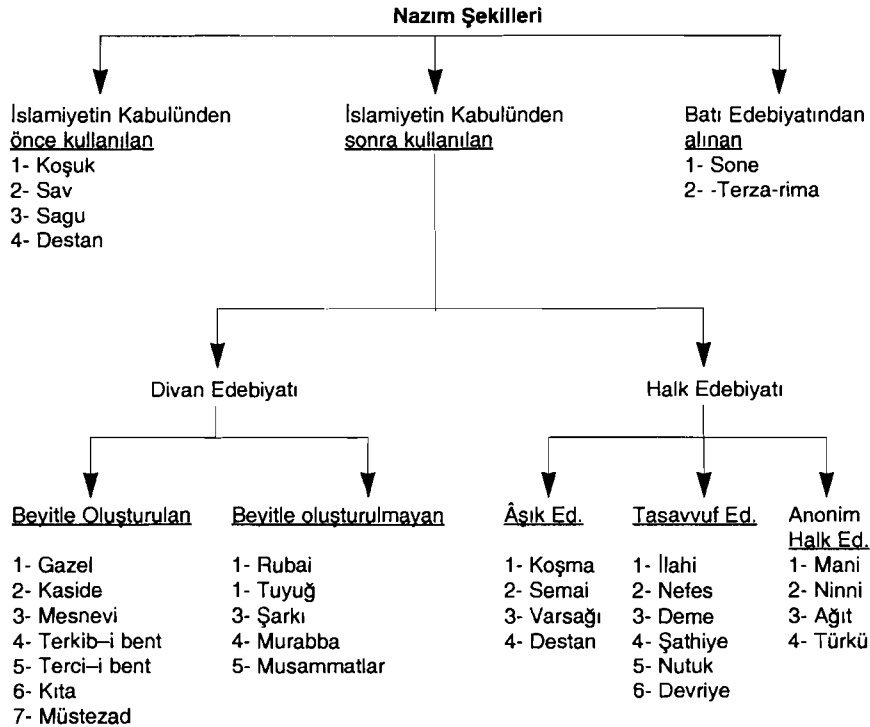 Nazım Şekilleri
İslamiyetin Kabulünden
önce kullanılan
1- Koşuk
2- Sav
3- Sagu
4- Destan
İslamiyetin Kabulünden
sonra kullanılan
Batı Edebiyatından
alınan
1- Sone
2- -Terza-rima
Divan Edebiyatı
Halk Edebiyatı
Beyitle Oluşturulan
1- Gazel
2- Kaside
3- Mesnevi
4- Terkib–i bent
5- Terci–i bent
6- Kıta
7- Müstezad
Beyitle oluşturulmayan
1- Rubai
1- Tuyuğ
3- Şarkı
4- Murabba
5- Musammatlar
Âşık Ed.
1- Koşma
2- Semai
3- Varsağı
4- Destan
Tasavvuf Ed.
1- İlahi
2- Nefes
3- Deme
4- Şathiye
5- Nutuk
6- Devriye
Anonim
Halk Ed.
1- Mani
2- Ninni
3- Ağıt
4- Türkü